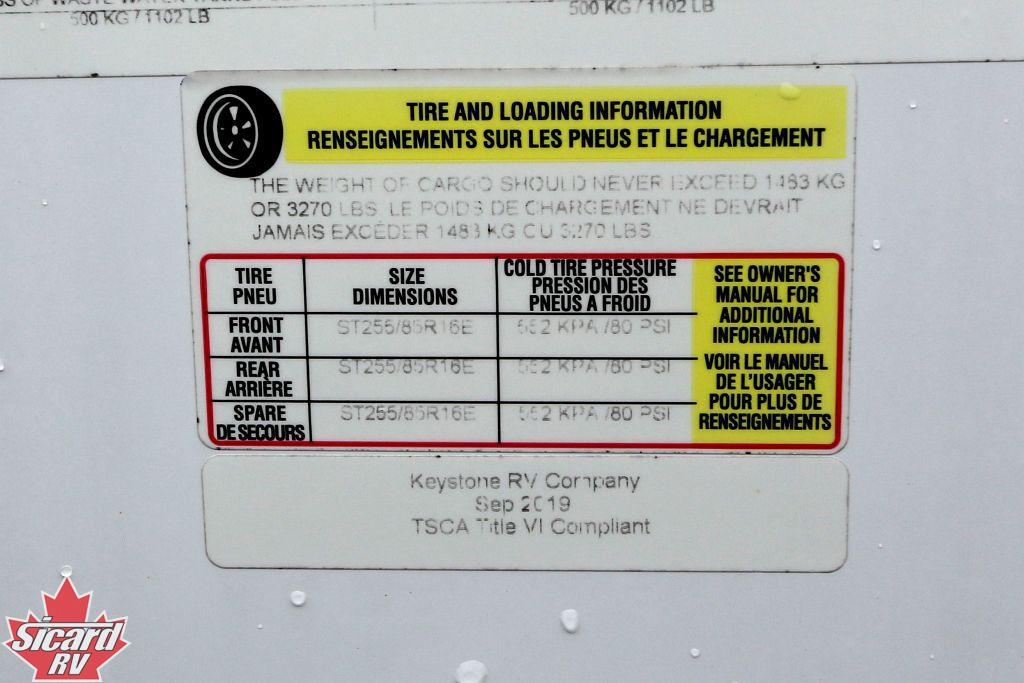 500 KG / 1102 LB
500 KG / 1102 LB
TIRE AND LOADING INFORMATION
RENSEIGNEMENTS SUR LES PNEUS ET LE CHARGEMENT
THE WEIGHT OF CARGO SHOULD NEVER EXCEED 1483 KG
OR 3270 LBS. LE POIDS DE CHARGEMENT NE DEVRAIT
JAMAIS EXCÉDER 1483 KG OU 3270 LBS.
TIRE
PNEU
SIZE
DIMENSIONS
COLD TIRE PRESSURE
PRESSION DES
PNEUS A FROID
FRONT
AVANT
ST255/85R16E
552 KPA /80 PSI
REAR
ARRIÈRE
ST255/85R16E
552 KPA /80 PSI
SPARE
DE SECOURS
ST255/85R16E
552 KPA /80 PSI
SEE OWNER'S
MANUAL FOR
ADDITIONAL
INFORMATION
VOIR LE MANUEL
DE L'USAGER
POUR PLUS DE
RENSEIGNEMENTS
Keystone RV Company
Sep 2019
TSCA Title VI Compliant
Sicard
RV